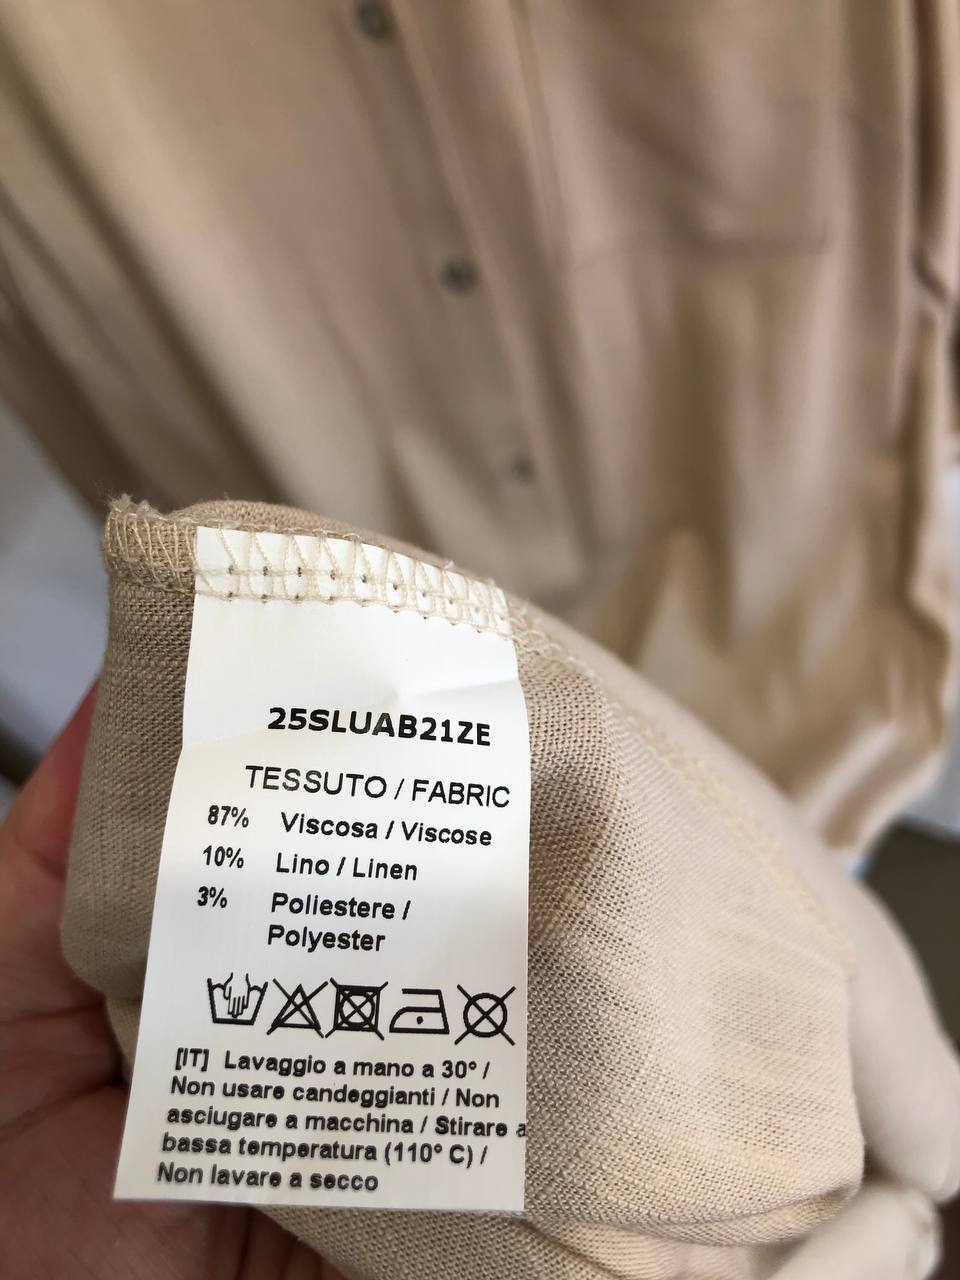 25SLUAB21ZE
TESSUTO / FABRIC
87% Viscosa / Viscose
10% Lino / Linen
3% Poliestere /
Polyester
[IT] Lavaggio a mano a 30° /
Non usare candeggianti / Non
asciugare a macchina / Stirare a
bassa temperatura (110° C) /
Non lavare a secco